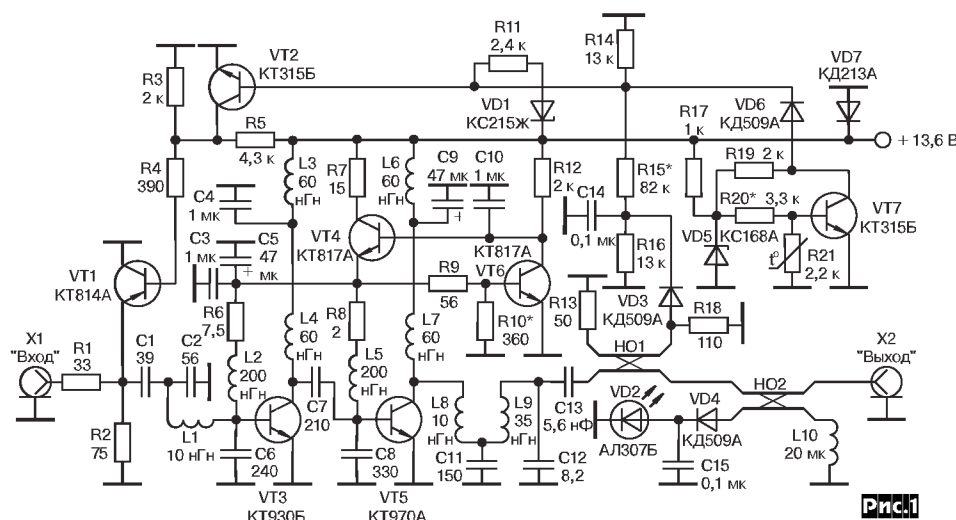 R11
2,4 к
R14
13 к
VT2
КТ315Б
R3
2 к
VD1
КС215Ж
VD6
КД509А
VD7
КД213А
R17
1 к
+ 13,6 В
R5
4,3 к
L3
60
нГн
R7
15
L6
60
нГн
C9
47 мк
+
C10
1 мк
R12
2 к
C14
0,1 мк
R15*
82 к
R19 2 к
R20* 3,3 к
VT7
КТ315Б
R4
390
C4
1 мк
VT4
КТ817А
КТ817А
VT6
R16
13 к
VD5
КС168А
t°
R21
2,2 к
VT1
КТ814А
C3
1 мк
C5
47
мк
+
R9
56
R10*
360
R13
50
VD3
КД509А
R18
110
R6
7,5
L4
60
нГн
R8
2
L7
60
нГн
HO1
X1
"Вход"
R1
33
C1
39
C2
56
L2
200
нГн
L5
200
нГн
HO2
X2
"Выход"
C7
210
L8
10
нГн
L9
35
нГн
C13
5,6 нФ
VD2
АЛ307Б
VD4
КД509А
L10
20 мк
R2
75
L1
10 нГн
C6
240
C8
330
C11
150
C12
8,2
C15
0,1 мк
VT3
КТ930Б
VT5
КТ970А
Рис.1